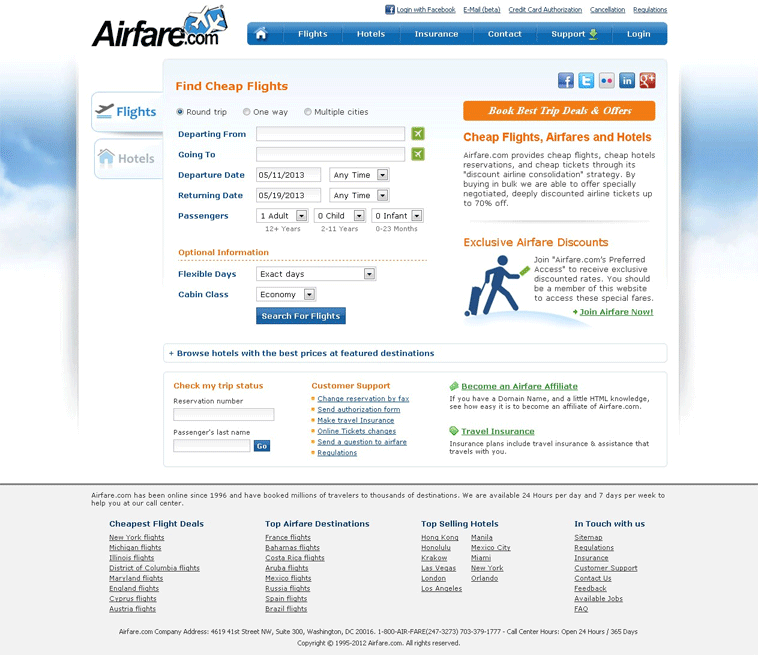 Login with Facebook E-Mail (beta) Credit Card Authorization Cancellation Regulations
Airfare.com
Flights Hotels Insurance Contact Support Login
Flights
Hotels
Find Cheap Flights
Round trip One way Multiple cities
Departing From
Going To
Departure Date 05/11/2013 Any Time
Returning Date 05/19/2013 Any Time
Passengers 1 Adult 0 Child 0 Infant
12+ Years 2-11 Years 0-23 Months
Optional Information
Flexible Days Exact days
Cabin Class Economy
Search For Flights
Book Best Trip Deals & Offers
Cheap Flights, Airfares and Hotels
Airfare.com provides cheap flights, cheap hotels
reservations, and cheap tickets through its
"discount airline consolidation" strategy. By
buying in bulk we are able to offer specially
negotiated, deeply discounted airline tickets up
to 70% off.
Exclusive Airfare Discounts
Join "Airfare.com's Preferred
Access" to receive exclusive
discounted rates. You should
be a member of this website
to access these special fares.
Join Airfare Now!
+ Browse hotels with the best prices at featured destinations
Check my trip status
Reservation number
Passenger's last name
Go
Customer Support
Change reservation by fax
Send authorization form
Make travel Insurance
Online Tickets changes
Send a question to airfare
Regulations
Become an Airfare Affiliate
If you have a Domain Name, and a little HTML knowledge,
see how easy it is to become an affiliate of Airfare.com.
Travel Insurance
Insurance plans include travel insurance & assistance that
travels with you.
Airfare.com has been online since 1996 and have booked millions of travelers to thousands of destinations. We are available 24 Hours per day and 7 days per week to
help you at our call center.
Cheapest Flight Deals
New York flights
Michigan flights
Illinois flights
District of Columbia flights
Maryland flights
England flights
Cyprus flights
Austria flights
Top Airfare Destinations
France flights
Bahamas flights
Costa Rica flights
Aruba flights
Mexico flights
Russia flights
Spain flights
Brazil flights
Top Selling Hotels
Hong Kong Manila
Honolulu Mexico City
Krakow Miami
Las Vegas New York
London Orlando
Los Angeles
In Touch with us
Sitemap
Regulations
Insurance
Customer Support
Contact Us
Feedback
Available Jobs
FAQ
Airfare.com Company Address: 4619 41st Street NW, Suite 300, Washington, DC 20016. 1-800-AIR-FARE(247-3273) 703-379-1777 - Call Center Hours: Open 24 Hours / 365 Days
Copyright © 1995-2012 Airfare.com. All rights reserved.